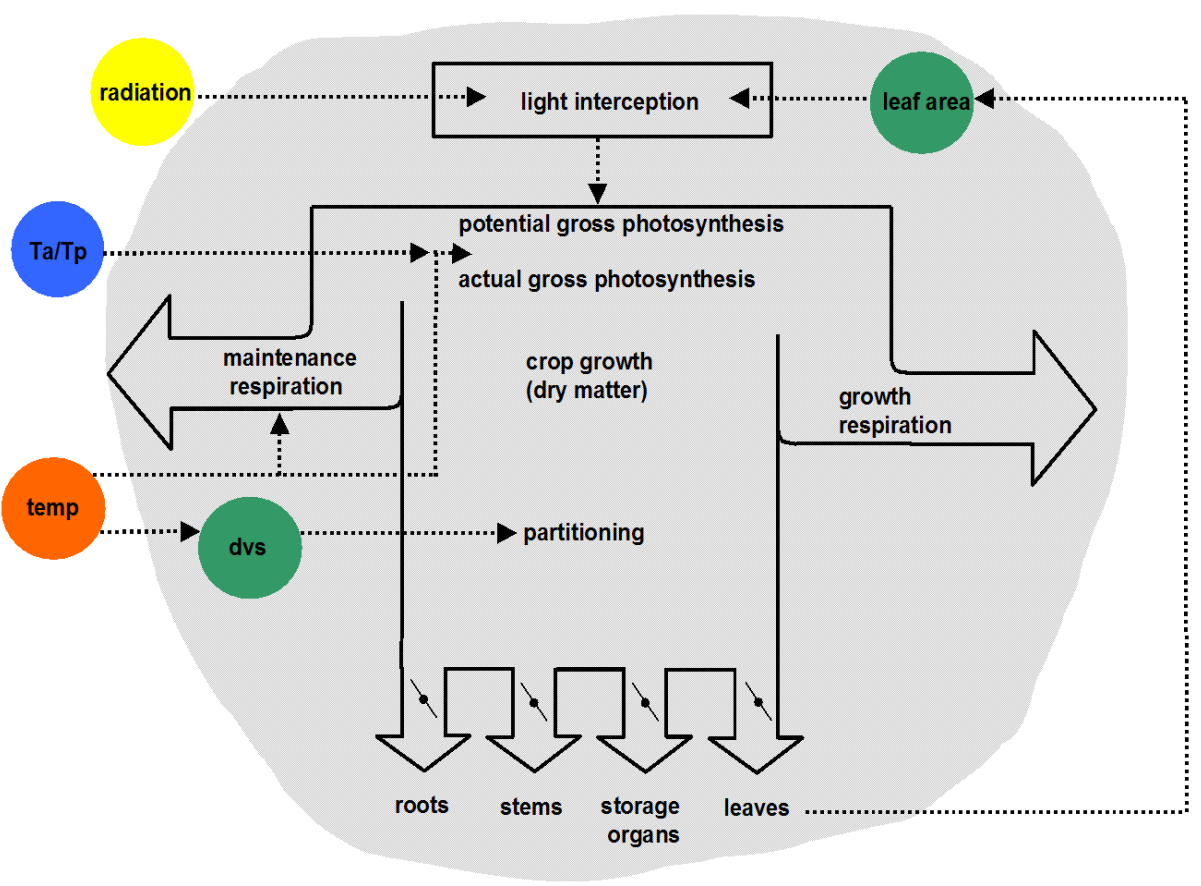 radiation
light interception
leaf area
potential gross photosynthesis
Ta/Tp
actual gross photosynthesis
maintenance
respiration
crop growth
(dry matter)
growth
respiration
temp
dvs
partitioning
roots
stems
storage
organs
leaves